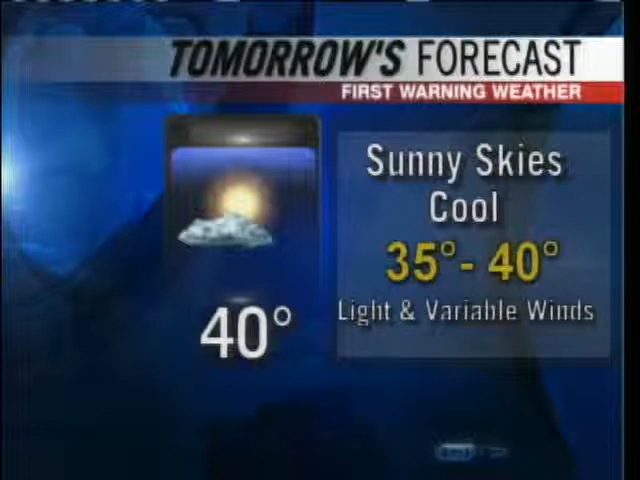 TOMORROW'S FORECAST
FIRST WARNING WEATHER
Sunny Skies
Cool
35°- 40°
Light & Variable Winds
40°